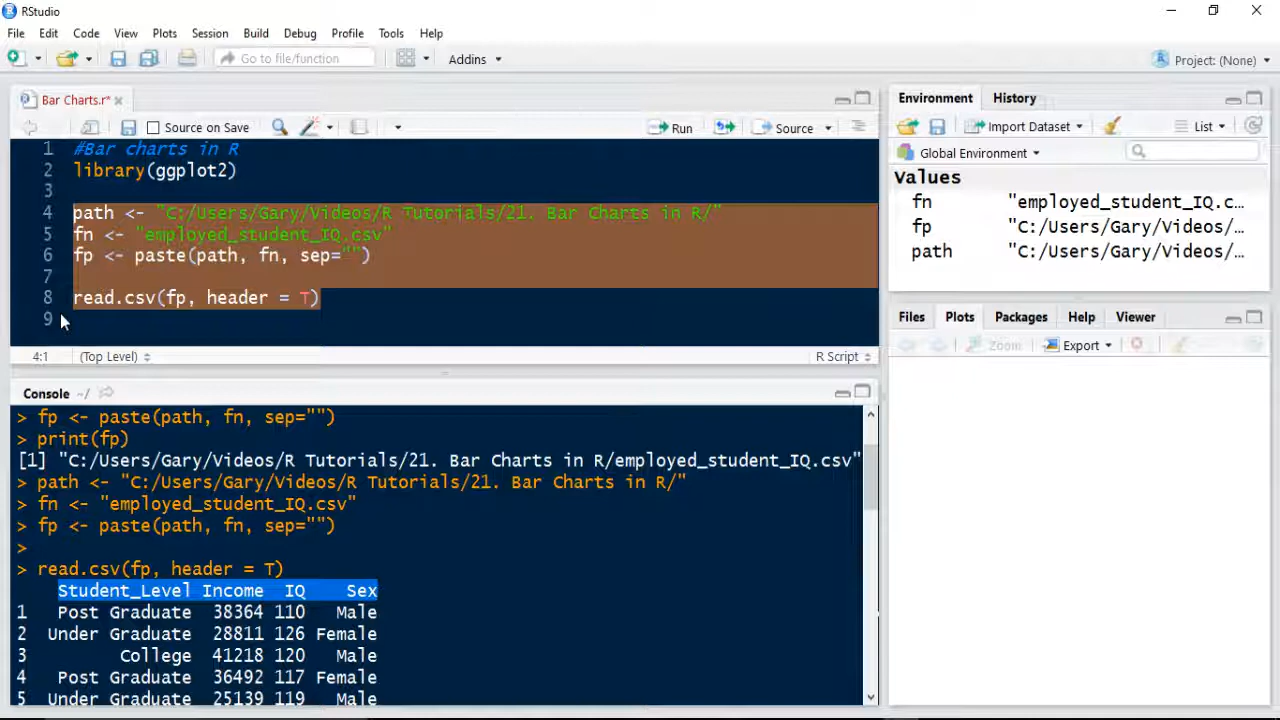 RStudio
File Edit Code View Plots Session Build Debug Profile Tools Help
Go to file/function Addins Project: (None)
Bar Charts.r*
Source on Save Run Source
1 #Bar charts in R
2 library(ggplot2)
3
4 path <- "C:/Users/Gary/Videos/R Tutorials/21. Bar Charts in R/"
5 fn <- "employed_student_IQ.csv"
6 fp <- paste(path, fn, sep="")
7
8 read.csv(fp, header = T)
9
4:1 (Top Level) R Script
Console ~/
> fp <- paste(path, fn, sep="")
> print(fp)
[1] "C:/Users/Gary/Videos/R Tutorials/21. Bar Charts in R/employed_student_IQ.csv"
> path <- "C:/Users/Gary/Videos/R Tutorials/21. Bar Charts in R/"
> fn <- "employed_student_IQ.csv"
> fp <- paste(path, fn, sep="")
>
> read.csv(fp, header = T)
Student_Level Income IQ Sex
1 Post Graduate 38364 110 Male
2 Under Graduate 28811 126 Female
3 College 41218 120 Male
4 Post Graduate 36492 117 Female
5 Under Graduate 25139 119 Male
Environment History
Import Dataset List
Global Environment
Values
fn "employed_student_IQ.c…
fp "C:/Users/Gary/Videos/…
path "C:/Users/Gary/Videos/…
Files Plots Packages Help Viewer
Zoom Export